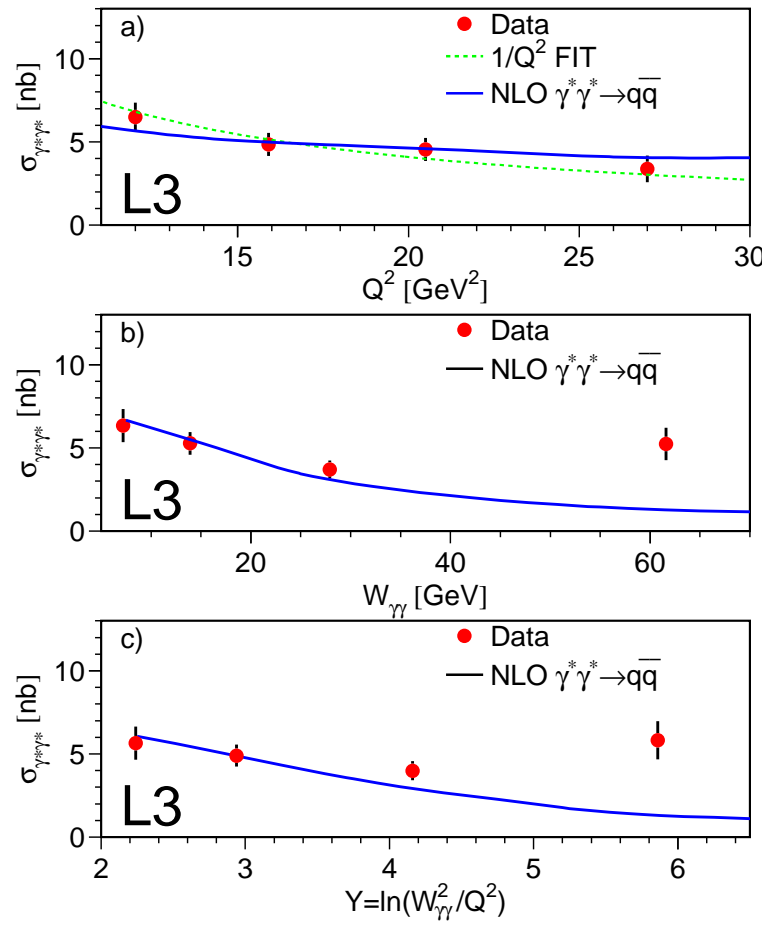 a)
Data
1/Q² FIT
NLO γ*γ*→qq̅
σγ*γ* [nb]
10
5
0
L3
15 20 25 30
Q² [GeV²]
b)
Data
NLO γ*γ*→qq̅
σγ*γ* [nb]
10
5
0
L3
20 40 60
Wγγ [GeV]
c)
Data
NLO γ*γ*→qq̅
σγ*γ* [nb]
10
5
0
L3
2 3 4 5 6
Y=ln(W²γγ/Q²)